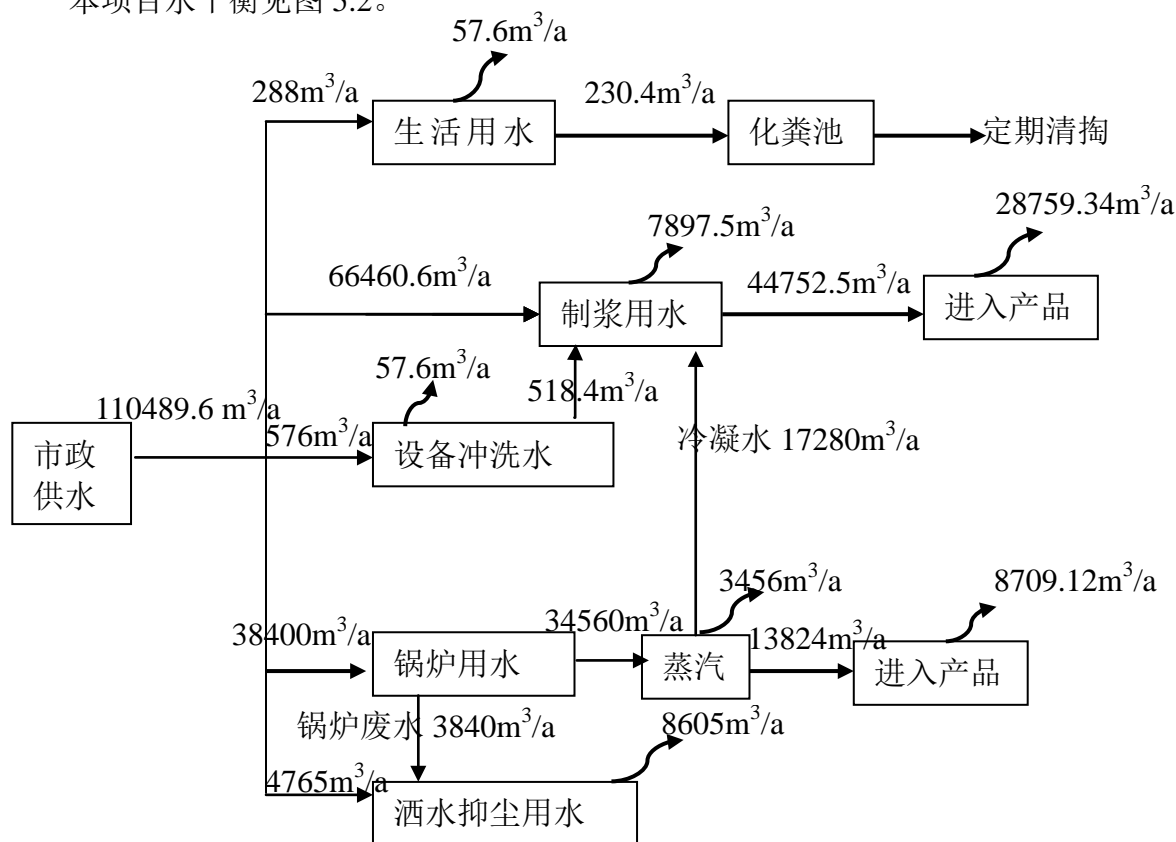 本项目水平衡见图 3.2。
57.6m³/a
288m³/a
生活用水
230.4m³/a
化粪池
定期清掏
28759.34m³/a
7897.5m³/a
66460.6m³/a
制浆用水
44752.5m³/a
进入产品
57.6m³/a
518.4m³/a
110489.6 m³/a
市政
供水
576m³/a
设备冲洗水
冷凝水 17280m³/a
3456m³/a
8709.12m³/a
38400m³/a
锅炉用水
34560m³/a
蒸汽
13824m³/a
进入产品
锅炉废水 3840m³/a
8605m³/a
4765m³/a
洒水抑尘用水